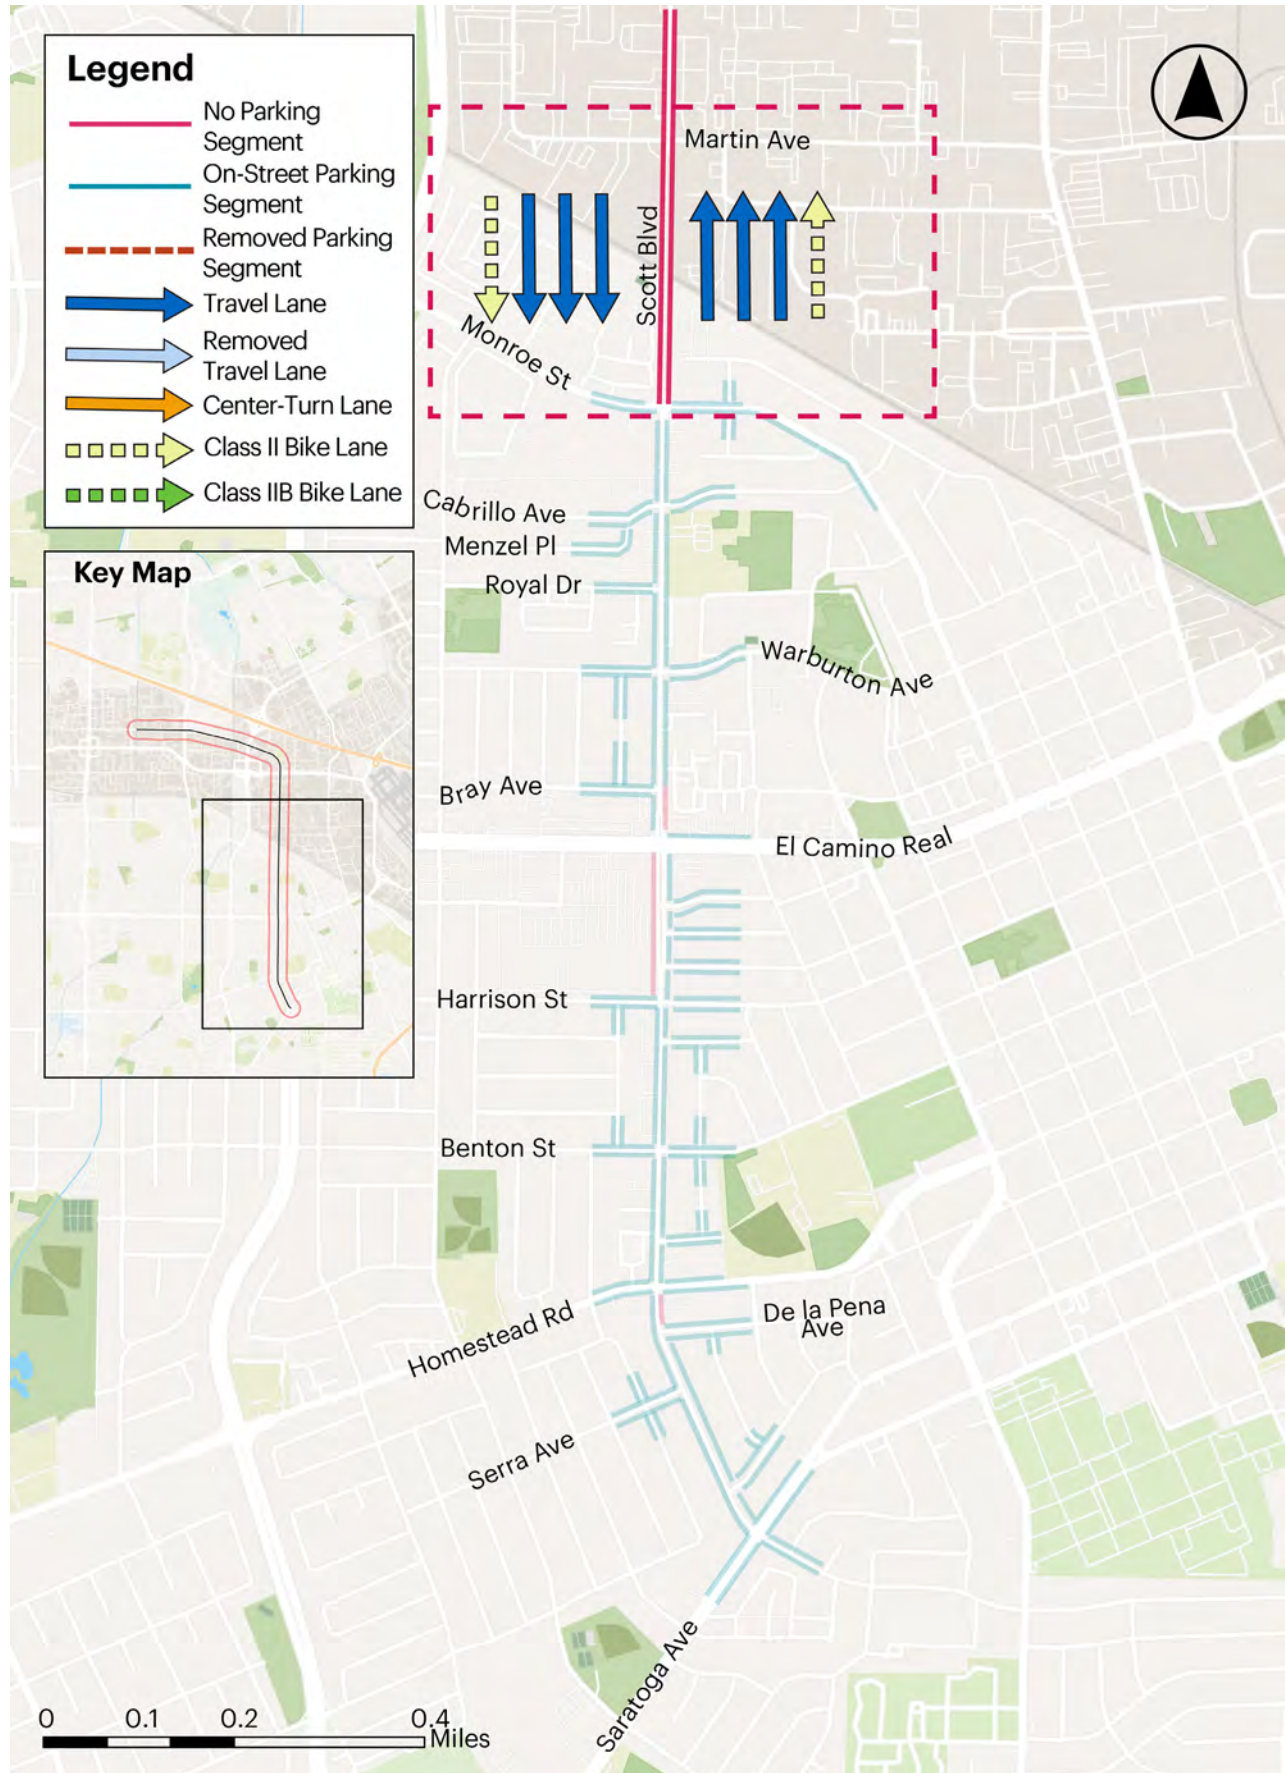 Legend
No Parking
Segment
On-Street Parking
Segment
Removed Parking
Segment
Travel Lane
Removed
Travel Lane
Center-Turn Lane
Class II Bike Lane
Class IIB Bike Lane
Key Map
Martin Ave
Scott Blvd
Monroe St
Cabrillo Ave
Menzel Pl
Royal Dr
Warburton Ave
Bray Ave
El Camino Real
Harrison St
Benton St
Homestead Rd
De la Pena
Ave
Serra Ave
Saratoga Ave
0 0.1 0.2 0.4
Miles